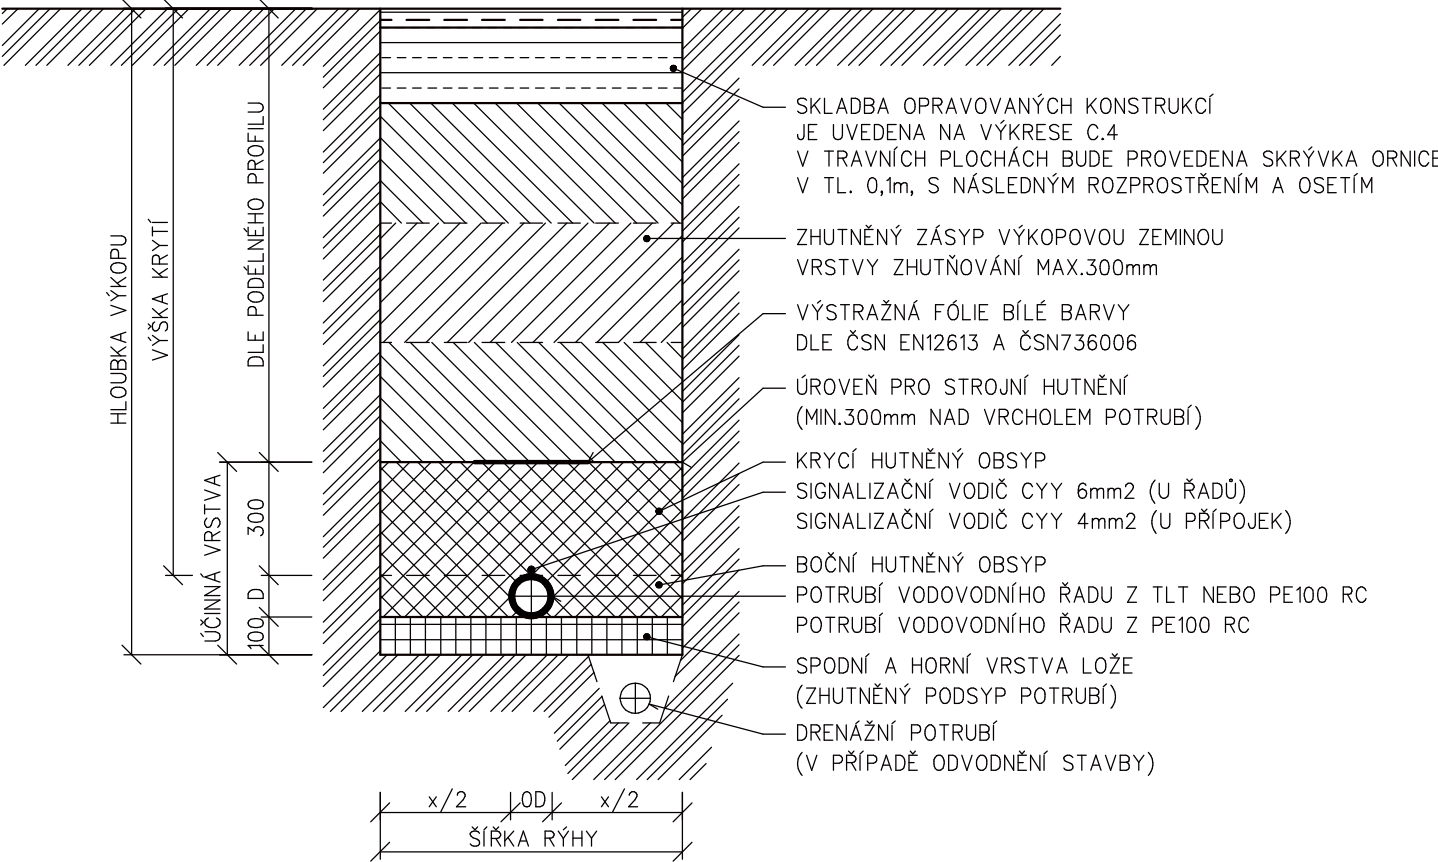 SKLADBA OPRAVOVANÝCH KONSTRUKCÍ
JE UVEDENA NA VÝKRESE C.4
V TRAVNÍCH PLOCHÁCH BUDE PROVEDENA SKRÝVKA ORNICE
V TL. 0,1m, S NÁSLEDNÝM ROZPROSTŘENÍM A OSETÍM
ZHUTNĚNÝ ZÁSYP VÝKOPOVOU ZEMINOU
VRSTVY ZHUTŇOVÁNÍ MAX.300mm
VÝSTRAŽNÁ FÓLIE BÍLÉ BARVY
DLE ČSN EN12613 A ČSN736006
ÚROVEŇ PRO STROJNÍ HUTNĚNÍ
(MIN.300mm NAD VRCHOLEM POTRUBÍ)
KRYCÍ HUTNĚNÝ OBSYP
SIGNALIZAČNÍ VODIČ CYY 6mm2 (U ŘADŮ)
SIGNALIZAČNÍ VODIČ CYY 4mm2 (U PŘÍPOJEK)
BOČNÍ HUTNĚNÝ OBSYP
POTRUBÍ VODOVODNÍHO ŘADU Z TLT NEBO PE100 RC
POTRUBÍ VODOVODNÍHO ŘADU Z PE100 RC
SPODNÍ A HORNÍ VRSTVA LOŽE
(ZHUTNĚNÝ PODSYP POTRUBÍ)
DRENÁŽNÍ POTRUBÍ
(V PŘÍPADĚ ODVODNĚNÍ STAVBY)
HLOUBKA VÝKOPU
VÝŠKA KRYTÍ
DLE PODÉLNÉHO PROFILU
ÚČINNÁ VRSTVA
300
D
100
x/2
OD
x/2
ŠÍŘKA RÝHY